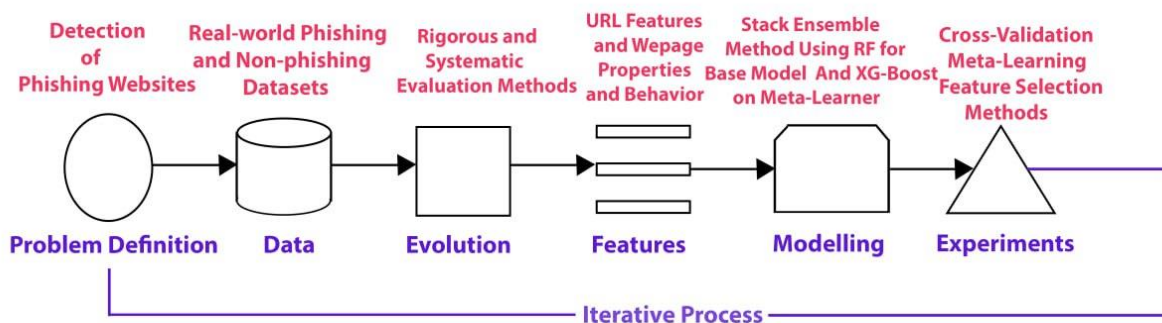 Detection
of
Phishing Websites
Real-world Phishing
and Non-phishing
Datasets
Rigorous and
Systematic
Evaluation Methods
URL Features
and Wepage
Properties
and Behavior
Stack Ensemble
Method Using RF for
Base Model And XG-Boost
on Meta-Learner
Cross-Validation
Meta-Learning
Feature Selection
Methods
Problem Definition
Data
Evolution
Features
Modelling
Experiments
Iterative Process